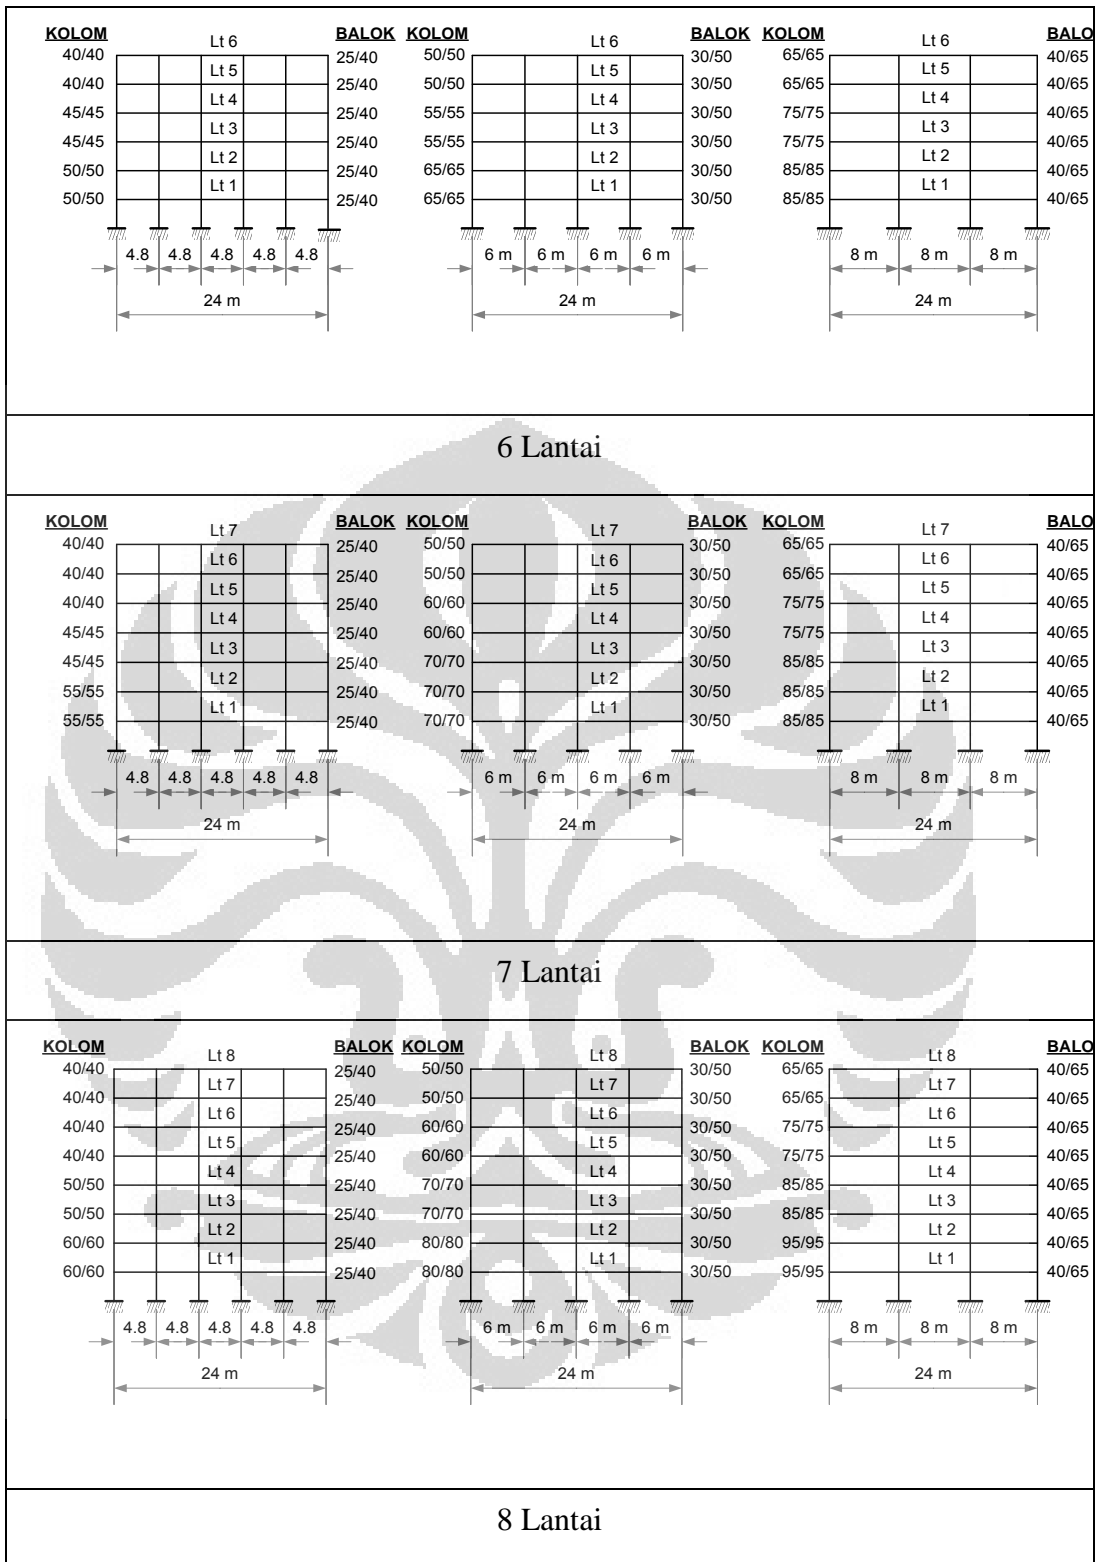 KOLOM Lt 6 BALOK KOLOM Lt 6 BALOK KOLOM Lt 6 BALO
40/40 25/40 50/50 30/50 65/65 40/65
Lt 5 Lt 5 Lt 5
40/40 25/40 50/50 30/50 65/65 40/65
Lt 4 Lt 4 Lt 4
45/45 25/40 55/55 30/50 75/75 40/65
Lt 3 Lt 3 Lt 3
45/45 25/40 55/55 30/50 75/75 40/65
Lt 2 Lt 2 Lt 2
50/50 25/40 65/65 30/50 85/85 40/65
Lt 1 Lt 1 Lt 1
50/50 25/40 65/65 30/50 85/85 40/65
4.8 4.8 4.8 4.8 4.8 6 m 6 m 6 m 6 m 8 m 8 m 8 m
24 m 24 m 24 m
6 Lantai
KOLOM Lt 7 BALOK KOLOM Lt 7 BALOK KOLOM Lt 7 BALO
40/40 25/40 50/50 30/50 65/65 40/65
Lt 6 Lt 6 Lt 6
40/40 25/40 50/50 30/50 65/65 40/65
Lt 5 Lt 5 Lt 5
40/40 25/40 60/60 30/50 75/75 40/65
Lt 4 Lt 4 Lt 4
45/45 25/40 60/60 30/50 75/75 40/65
Lt 3 Lt 3 Lt 3
45/45 25/40 70/70 30/50 85/85 40/65
Lt 2 Lt 2 Lt 2
55/55 25/40 70/70 30/50 85/85 40/65
Lt 1 Lt 1 Lt 1
55/55 25/40 70/70 30/50 85/85 40/65
4.8 4.8 4.8 4.8 4.8 6 m 6 m 6 m 6 m 8 m 8 m 8 m
24 m 24 m 24 m
7 Lantai
KOLOM Lt 8 BALOK KOLOM Lt 8 BALOK KOLOM Lt 8 BALO
40/40 25/40 50/50 30/50 65/65 40/65
Lt 7 Lt 7 Lt 7
40/40 25/40 50/50 30/50 65/65 40/65
Lt 6 Lt 6 Lt 6
40/40 25/40 60/60 30/50 75/75 40/65
Lt 5 Lt 5 Lt 5
40/40 25/40 60/60 30/50 75/75 40/65
Lt 4 Lt 4 Lt 4
50/50 25/40 70/70 30/50 85/85 40/65
Lt 3 Lt 3 Lt 3
50/50 25/40 70/70 30/50 85/85 40/65
Lt 2 Lt 2 Lt 2
60/60 25/40 80/80 30/50 95/95 40/65
Lt 1 Lt 1 Lt 1
60/60 25/40 80/80 30/50 95/95 40/65
4.8 4.8 4.8 4.8 4.8 6 m 6 m 6 m 6 m 8 m 8 m 8 m
24 m 24 m 24 m
8 Lantai